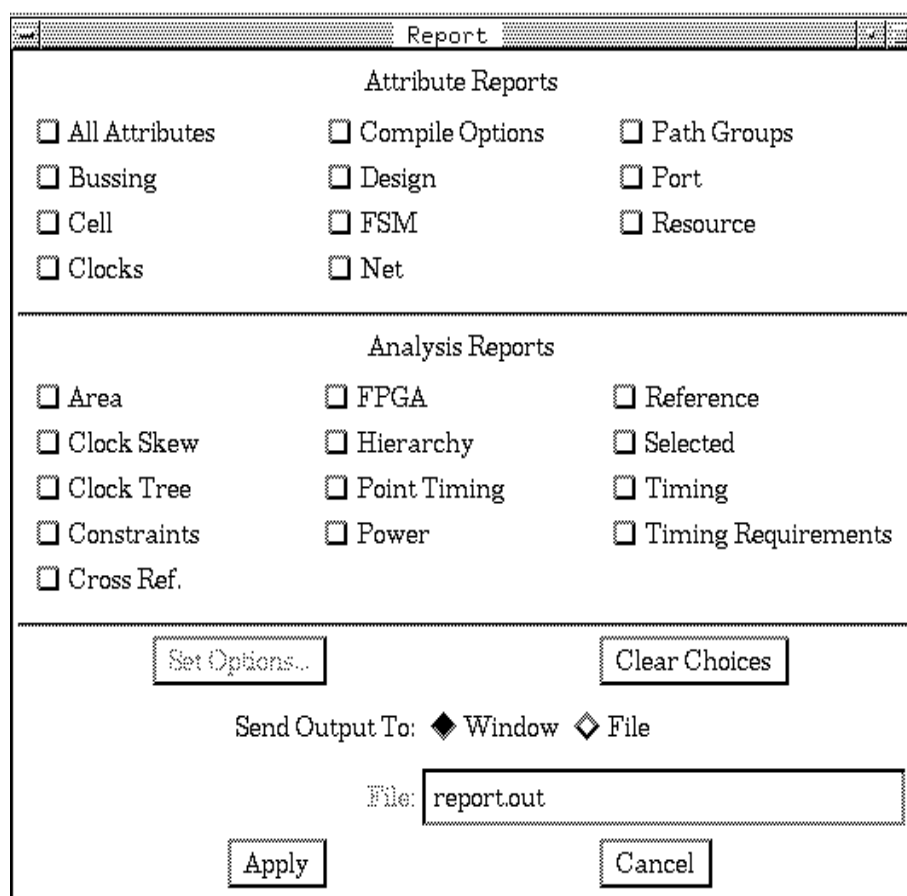 Report
Attribute Reports
All Attributes Compile Options Path Groups
Bussing Design Port
Cell FSM Resource
Clocks Net
Analysis Reports
Area FPGA Reference
Clock Skew Hierarchy Selected
Clock Tree Point Timing Timing
Constraints Power Timing Requirements
Cross Ref.
Set Options... Clear Choices
Send Output To: Window File
File: report.out
Apply Cancel